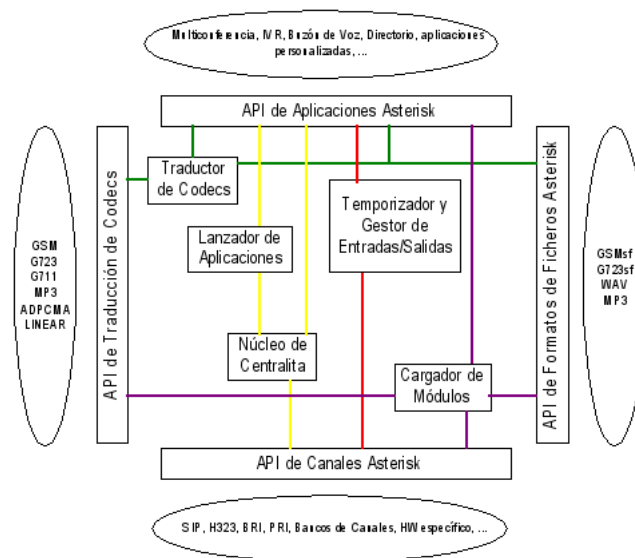 Multiconferencia, IVR, Buzón de Voz, Directorio, aplicaciones
personalizadas, ...
API de Aplicaciones Asterisk
Traductor
de Codecs
Temporizador y
Gestor de
Entradas/Salidas
Lanzador de
Aplicaciones
Núcleo de
Centralita
Cargador de
Módulos
API de Traducción de Codecs
API de Formatos de Ficheros Asterisk
GSM
G723
G711
MP3
ADPCMA
LINEAR
GSMsf
G723sf
WAV
MP3
API de Canales Asterisk
SIP, H323, BRI, PRI, Bancos de Canales, HW específico, ...